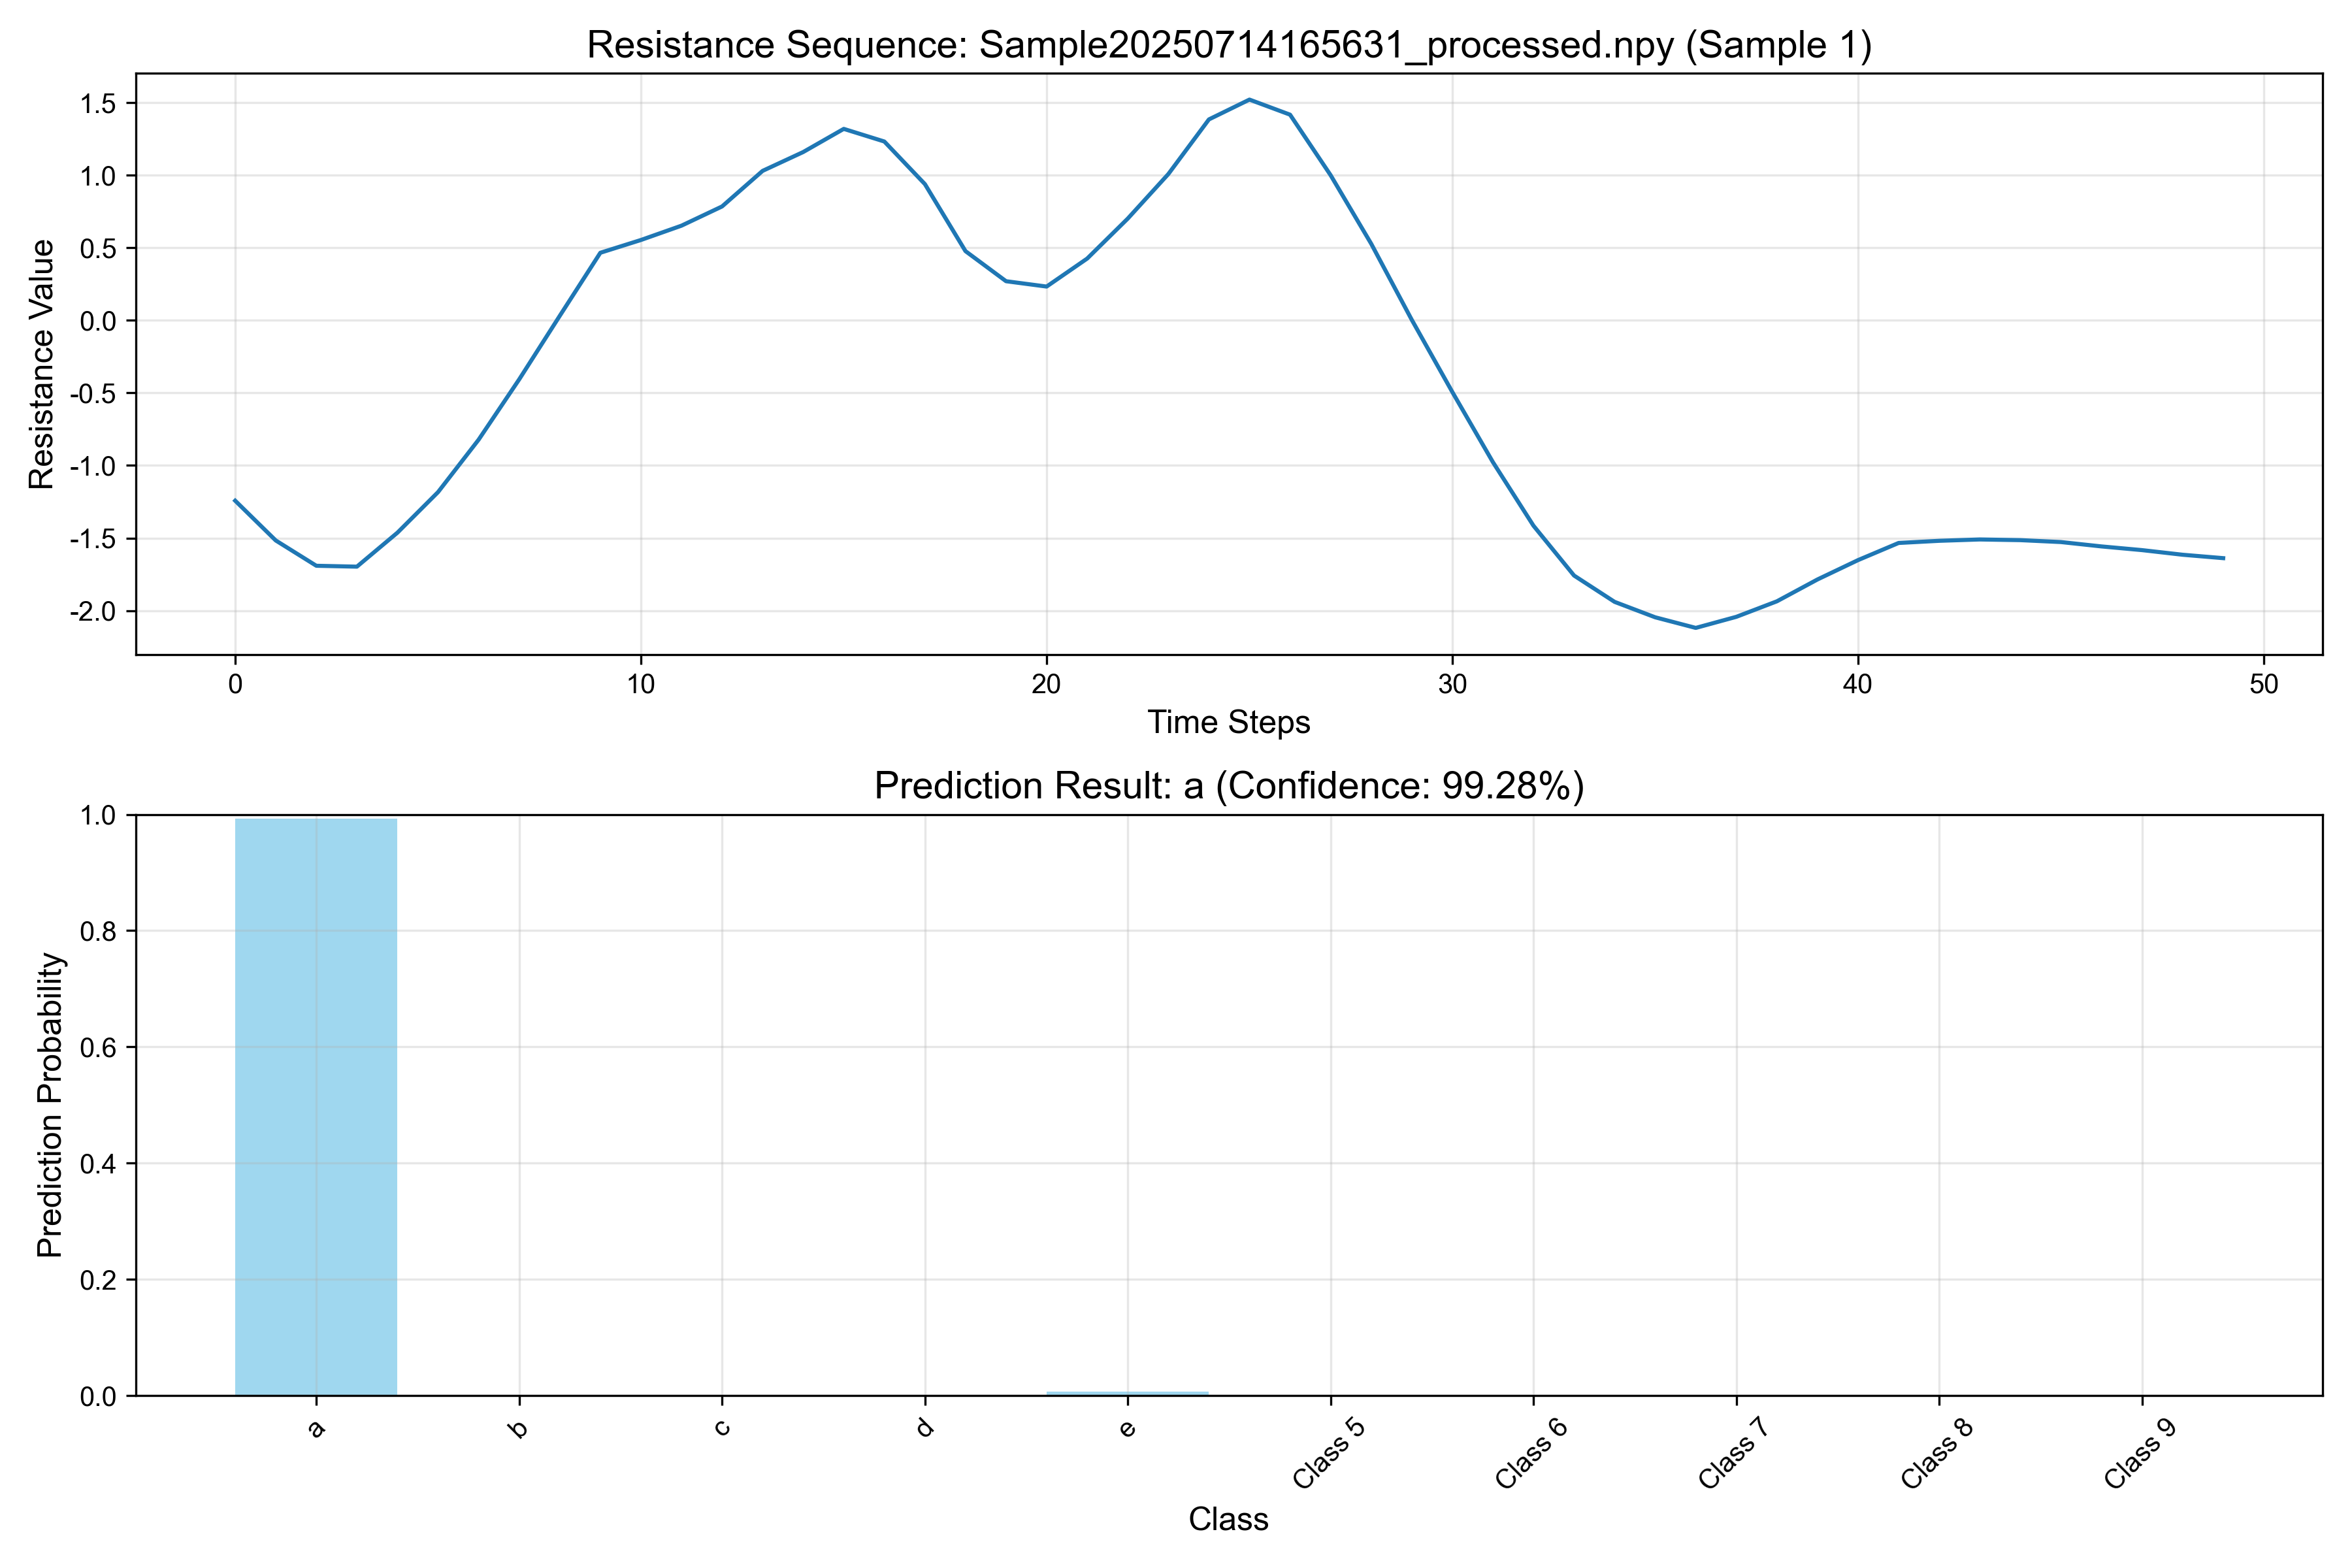 Resistance Sequence: Sample20250714165631_processed.npy (Sample 1)
Resistance Value
1.5
1.0
0.5
0.0
-0.5
-1.0
-1.5
-2.0
0 10 20 30 40 50
Time Steps
Prediction Result: a (Confidence: 99.28%)
Prediction Probability
1.0
0.8
0.6
0.4
0.2
0.0
a b c d e Class 5 Class 6 Class 7 Class 8 Class 9
Class